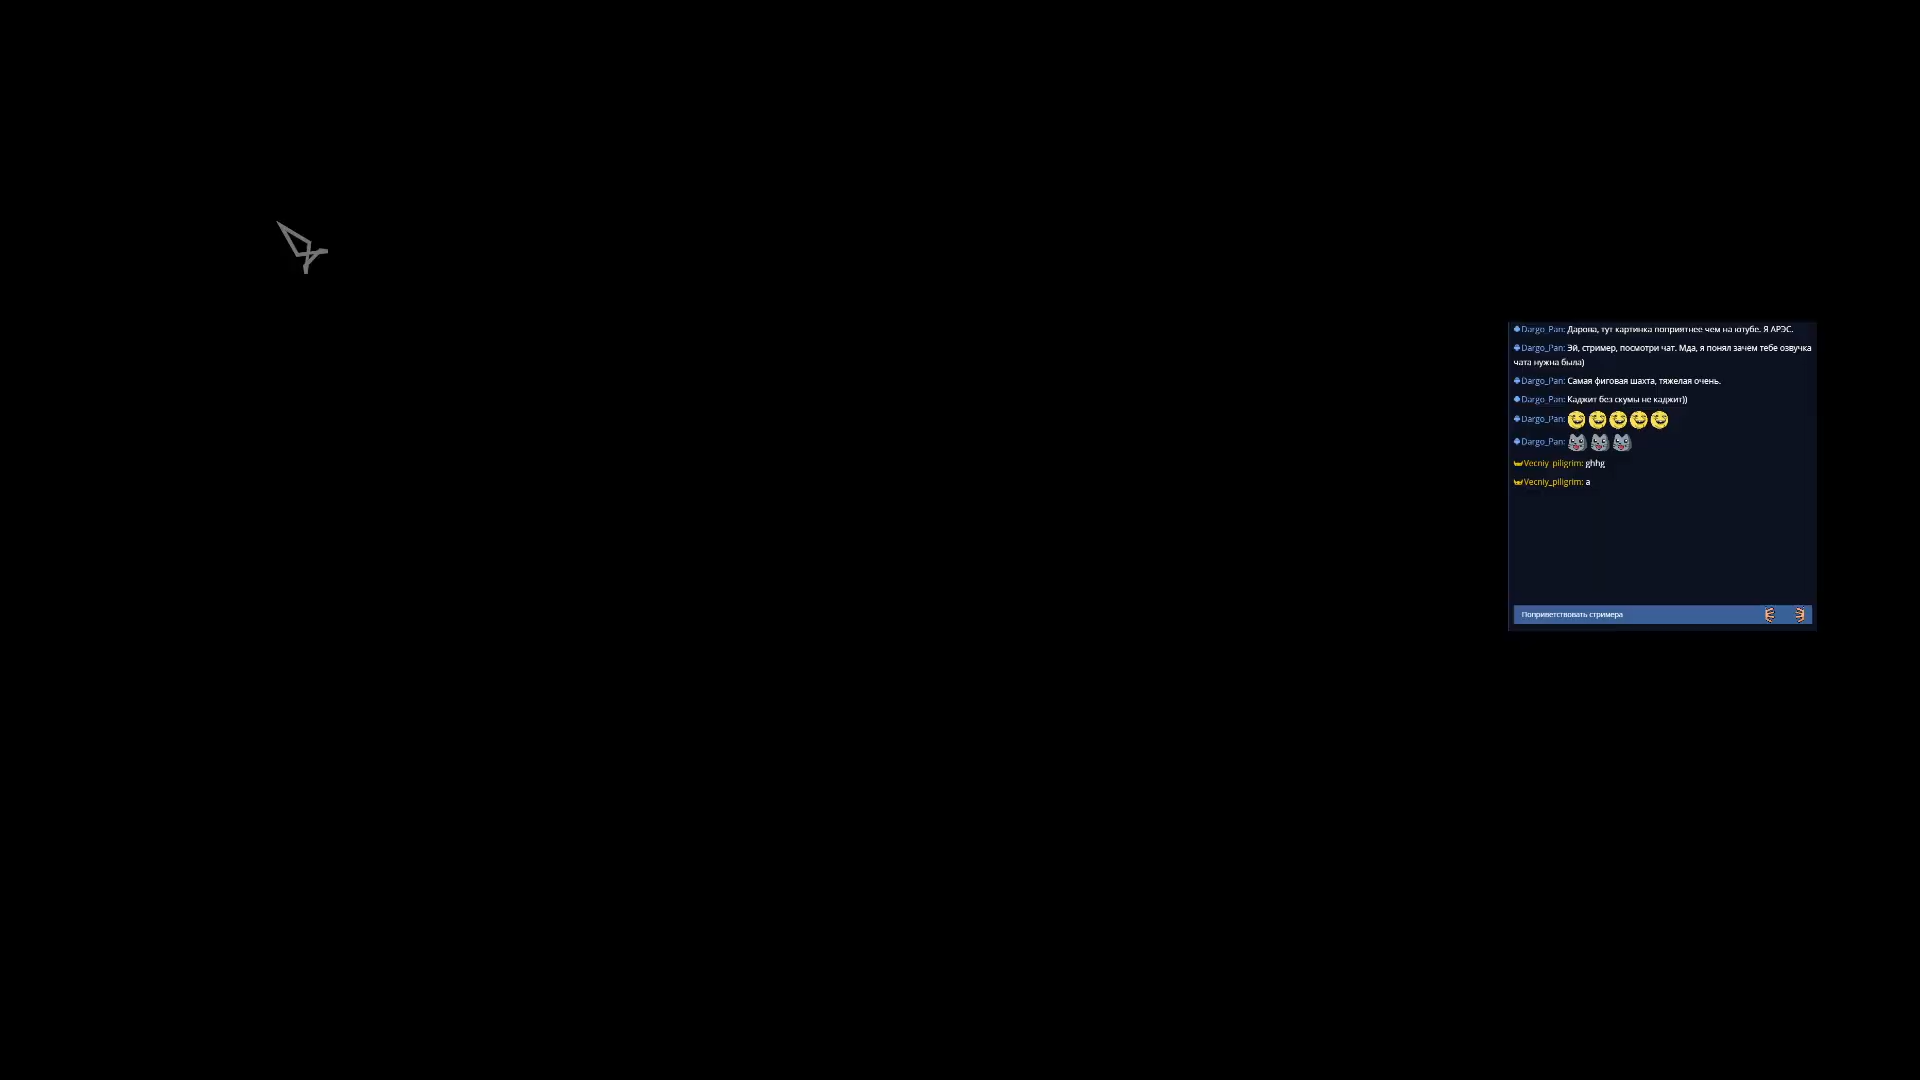 Dargo_Pan: Дарова, тут картинка поприятнее чем на ютубе. Я АРЭС.
Dargo_Pan: Эй, стример, посмотри чат. Мда, я понял зачем тебе озвучка
чата нужна была)
Dargo_Pan: Самая фиговая шахта, тяжелая очень.
Dargo_Pan: Каджит без скумы не каджит))
Dargo_Pan:
Dargo_Pan:
Vecniy_piligrim: ghhg
Vecniy_piligrim: a
Поприветствовать стримера